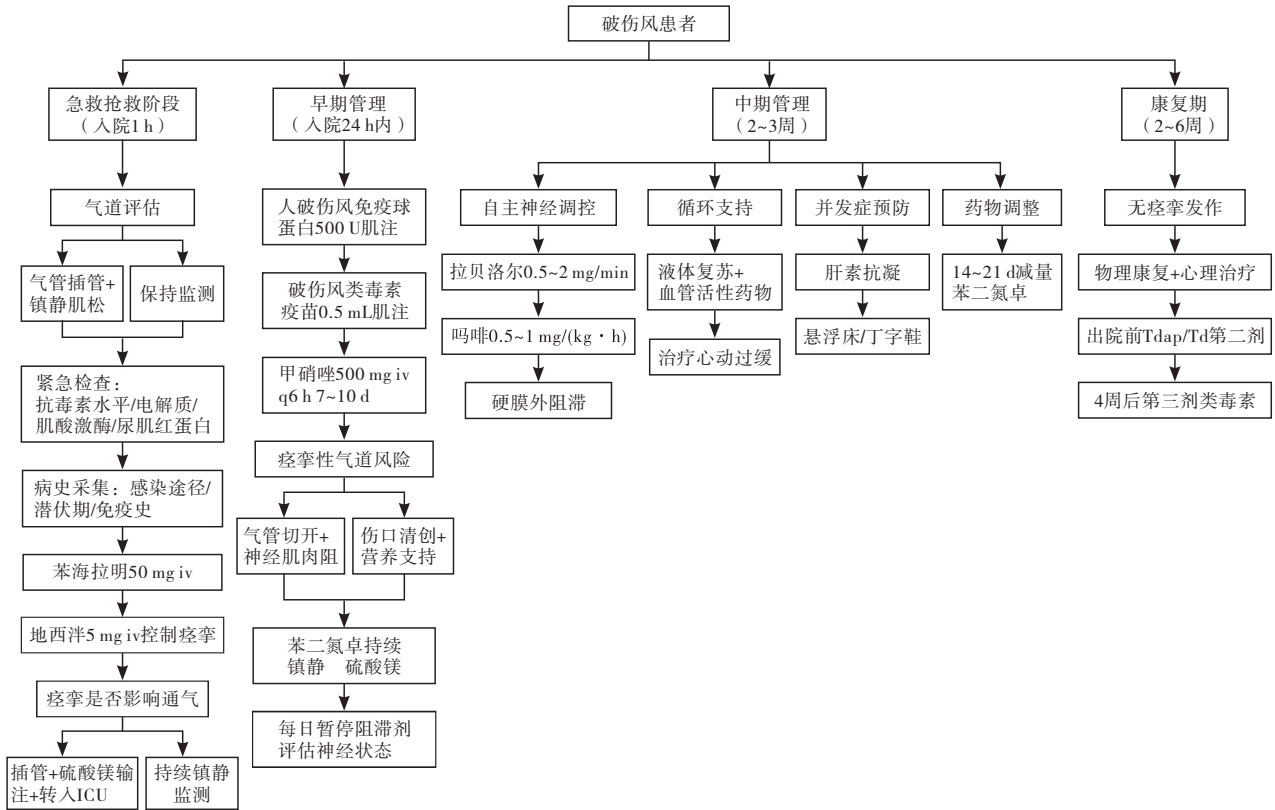 破伤风患者
急救抢救阶段
（入院1 h）
气道评估
气管插管+
镇静肌松
保持监测
紧急检查：
抗毒素水平/电解质/
肌酸激酶/尿肌红蛋白
病史采集：感染途径/
潜伏期/免疫史
苯海拉明50 mg iv
地西泮5 mg iv控制痉挛
痉挛是否影响通气
插管+硫酸镁输
注+转入ICU
持续镇静
监测
早期管理
（入院24 h内）
人破伤风免疫球
蛋白500 U肌注
破伤风类毒素
疫苗0.5 mL肌注
甲硝唑500 mg iv
q6 h 7~10 d
痉挛性气道风险
气管切开+
神经肌肉阻
伤口清创+
营养支持
苯二氮卓持续
镇静 硫酸镁
每日暂停阻滞剂
评估神经状态
中期管理
（2~3周）
自主神经调控
拉贝洛尔0.5~2 mg/min
吗啡0.5~1 mg/(kg·h)
硬膜外阻滞
循环支持
液体复苏+
血管活性药物
治疗心动过缓
并发症预防
肝素抗凝
悬浮床/丁字鞋
药物调整
14~21 d减量
苯二氮卓
康复期
（2~6周）
无痉挛发作
物理康复+心理治疗
出院前Tdap/Td第二剂
4周后第三剂类毒素